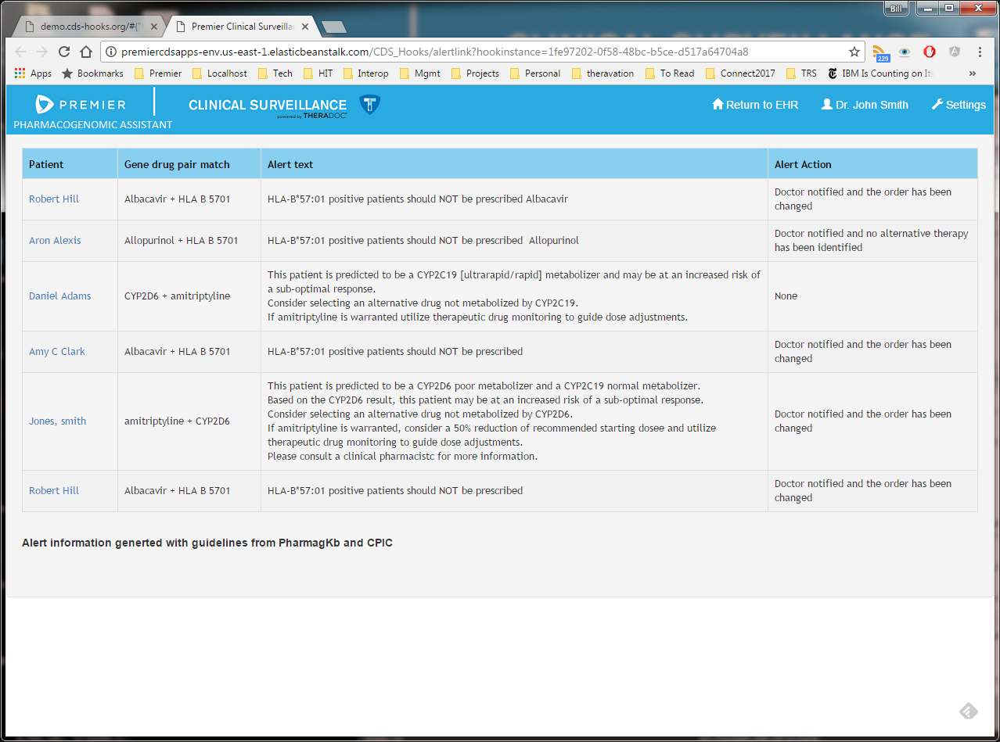 Bill
demo.cds-hooks.org/#{"
Premier Clinical Surveilla
premiercdsapps-env.us-east-1.elasticbeanstalk.com/CDS_Hooks/alertlink?hookinstance=1fe97202-0f58-48bc-b5ce-d517a64704a8
229
Apps Bookmarks Premier Localhost Tech HIT Interop Mgmt Projects Personal theravation To Read Connect2017 TRS IBM Is Counting on Its »
PREMIER
PHARMACOGENOMIC ASSISTANT
CLINICAL SURVEILLANCE
powered by THERADOC
Return to EHR Dr. John Smith Settings
Patient Gene drug pair match Alert text Alert Action
Robert Hill Albacavir + HLA B 5701 HLA-B*57:01 positive patients should NOT be prescribed Albacavir
Doctor notified and the order has been
changed
Aron Alexis Allopurinol + HLA B 5701 HLA-B*57:01 positive patients should NOT be prescribed  Allopurinol
Doctor notified and no alternative therapy
has been identified
Daniel Adams CYP2D6 + amitriptyline
This patient is predicted to be a CYP2C19 [ultrarapid/rapid] metabolizer and may be at an increased risk of
a sub-optimal response.
Consider selecting an alternative drug not metabolized by CYP2C19.
If amitriptyline is warranted utilize therapeutic drug monitoring to guide dose adjustments.
None
Amy C Clark Albacavir + HLA B 5701 HLA-B*57:01 positive patients should NOT be prescribed
Doctor notified and the order has been
changed
Jones, smith amitriptyline + CYP2D6
This patient is predicted to be a CYP2D6 poor metabolizer and a CYP2C19 normal metabolizer.
Based on the CYP2D6 result, this patient may be at an increased risk of a sub-optimal response.
Consider selecting an alternative drug not metabolized by CYP2D6.
If amitriptyline is warranted, consider a 50% reduction of recommended starting dosee and utilize
therapeutic drug monitoring to guide dose adjustments.
Please consult a clinical pharmacistc for more information.
Doctor notified and the order has been
changed
Robert Hill Albacavir + HLA B 5701 HLA-B*57:01 positive patients should NOT be prescribed
Doctor notified and the order has been
changed
Alert information generted with guidelines from PharmagKb and CPIC